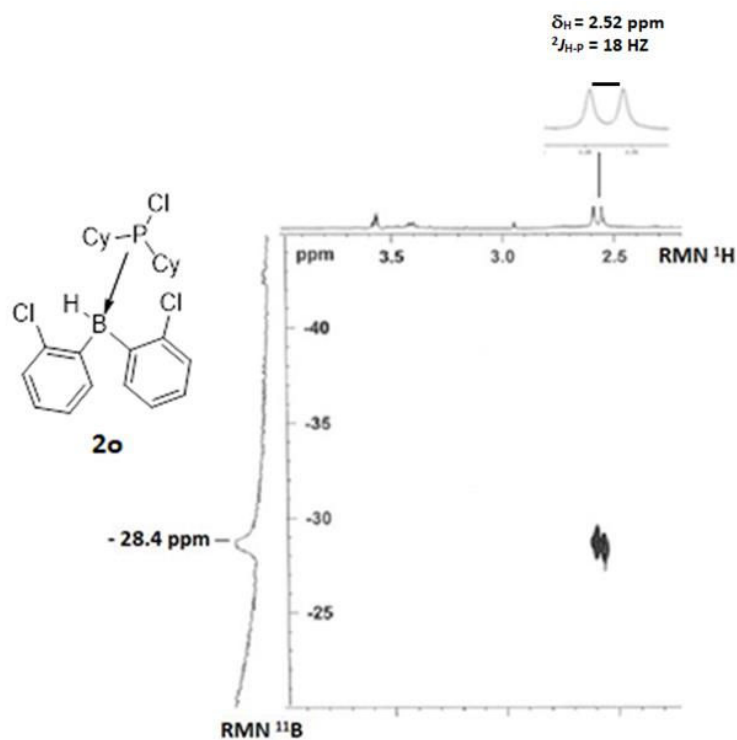 δH = 2.52 ppm
²JH-P = 18 HZ
Cl
Cy P
Cy
H Cl
Cl B
2o
ppm 3.5 3.0 2.5 RMN ¹H
-40
-35
-30
- 28.4 ppm
-25
RMN ¹¹B